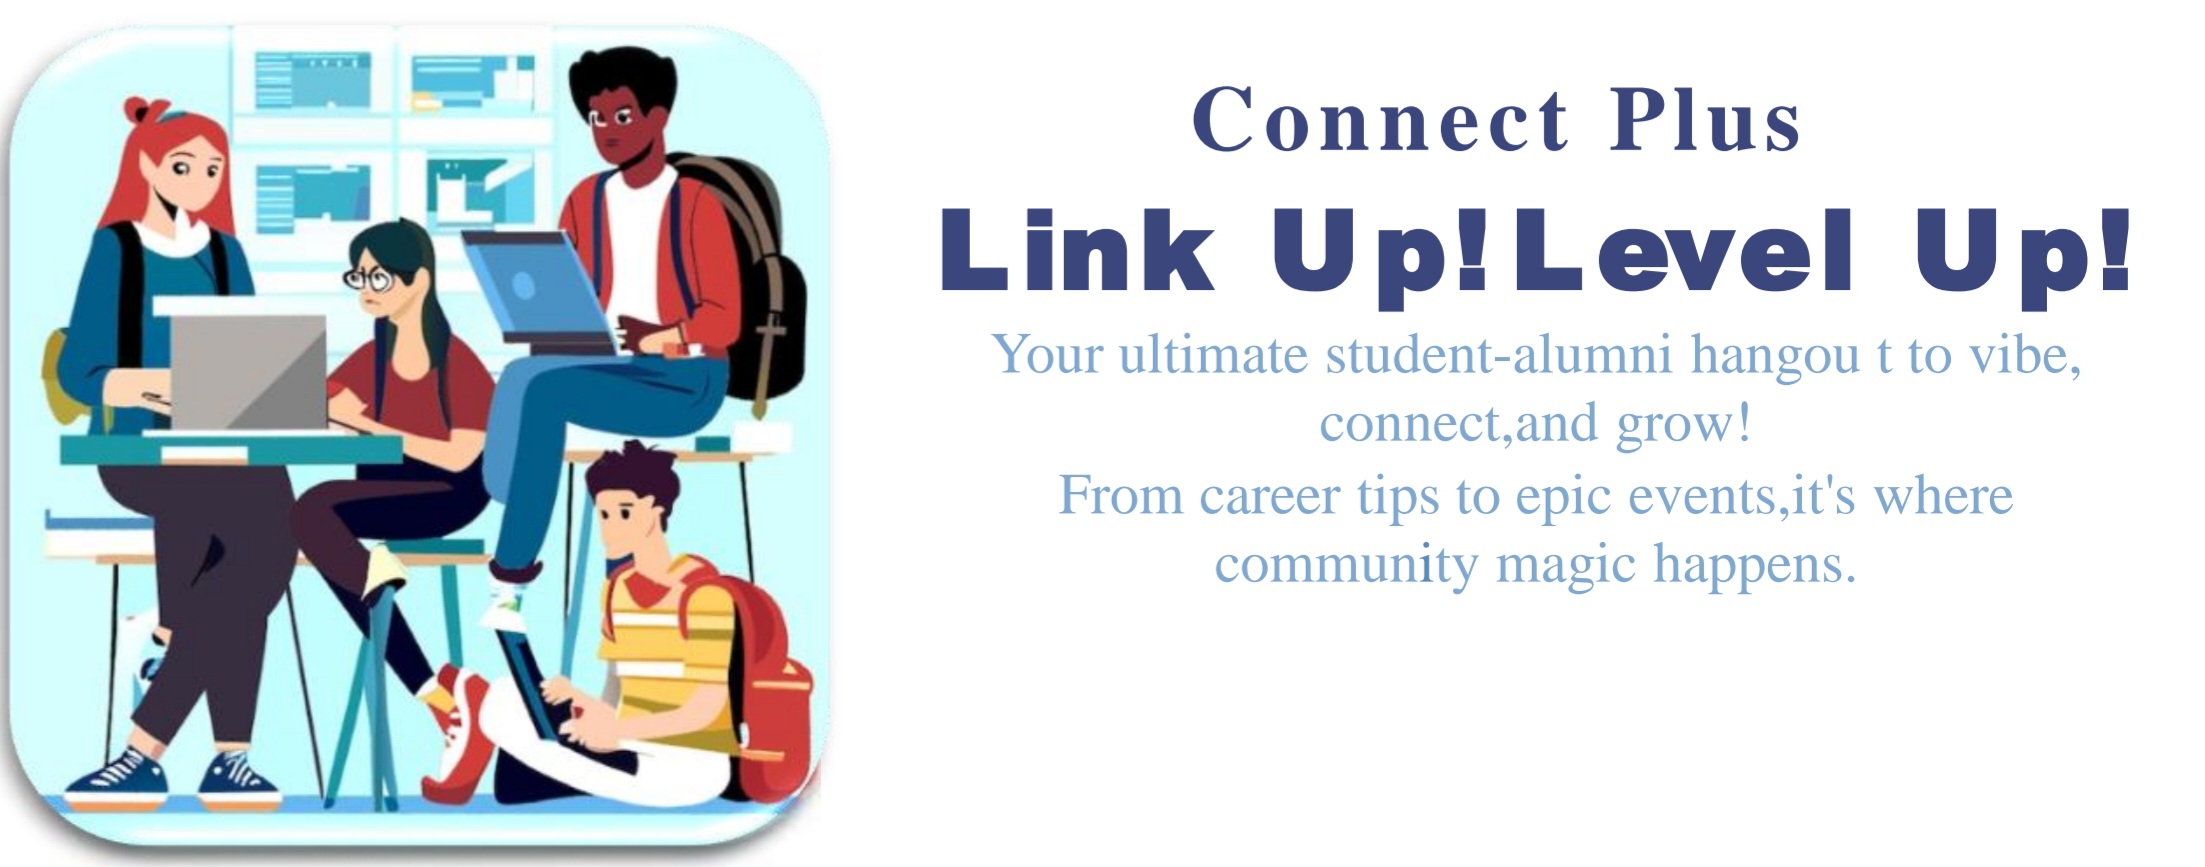 Connect Plus
Link Up! Level Up!
Your ultimate student-alumni hangou t to vibe,
connect,and grow!
From career tips to epic events,it's where
community magic happens.